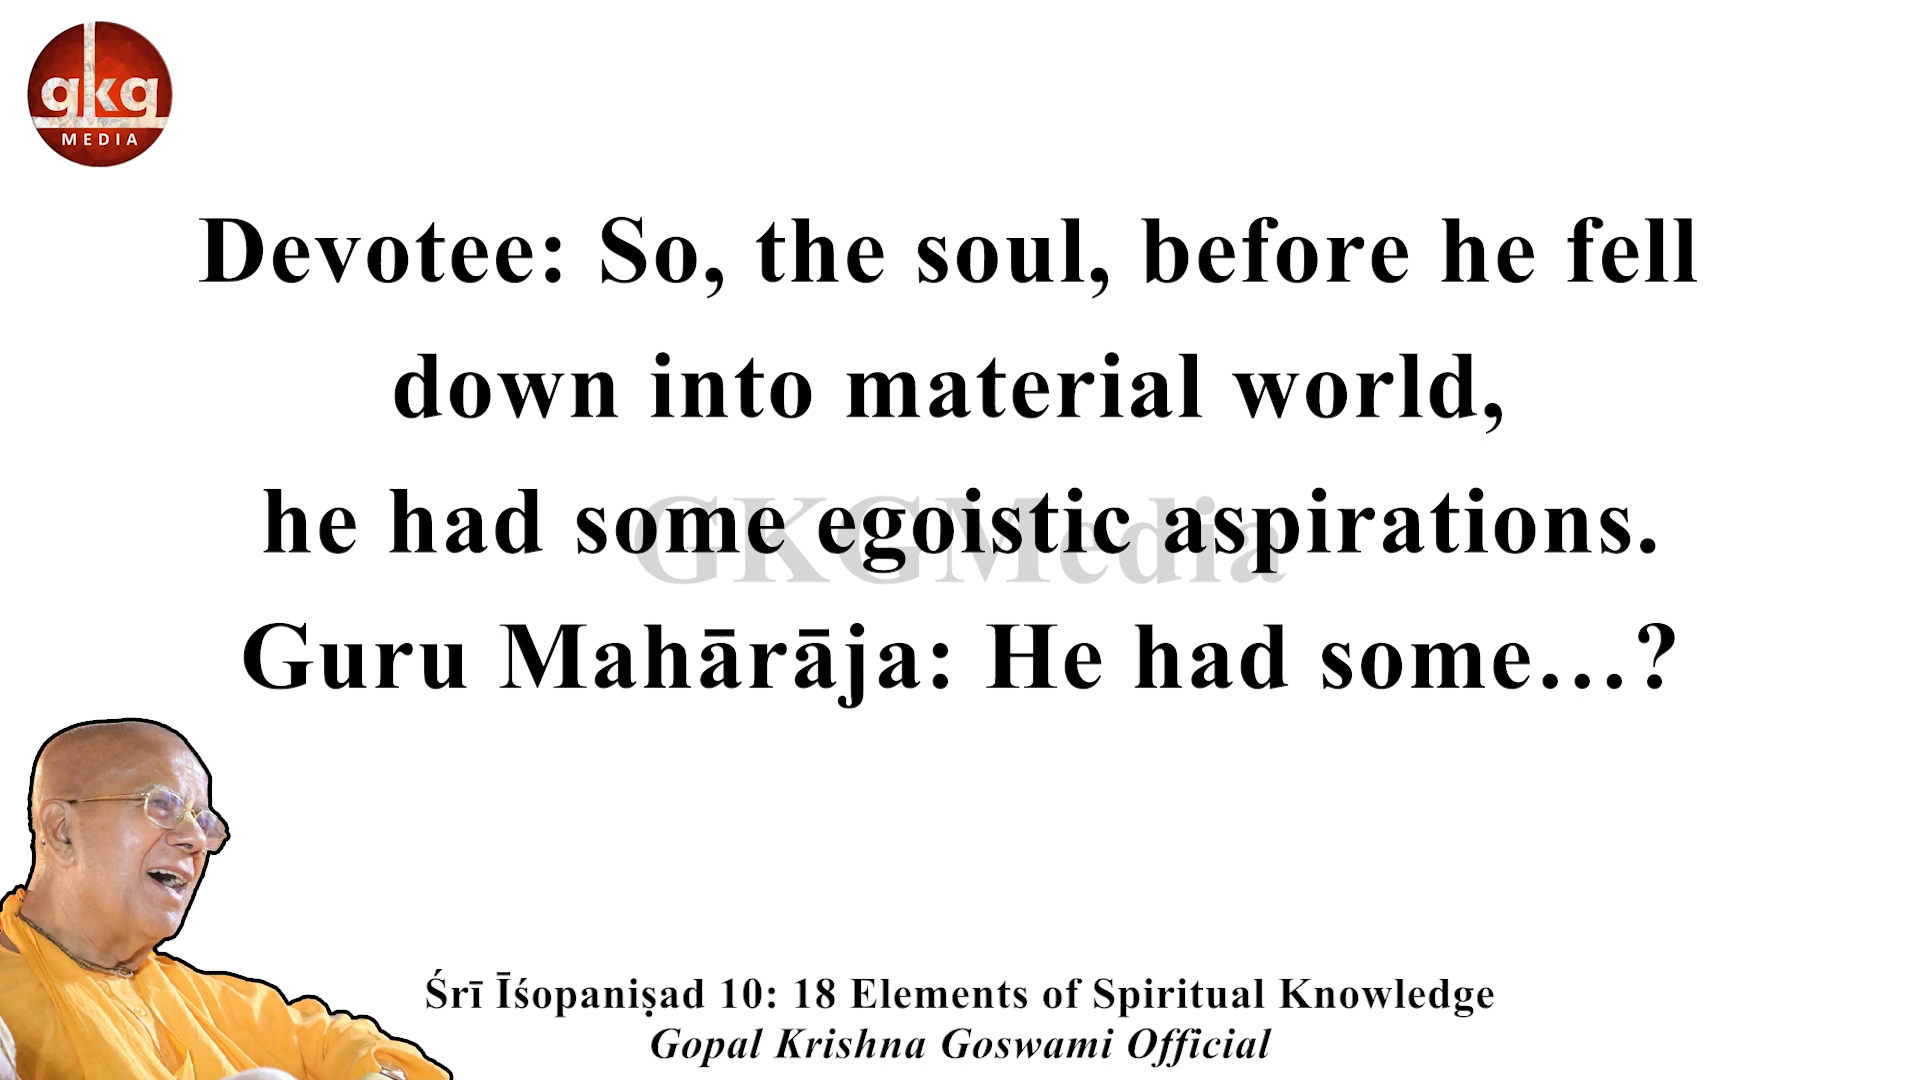 gkg
MEDIA
Devotee: So, the soul, before he fell
down into material world,
he had some egoistic aspirations.
GKGMedia
Guru Mahārāja: He had some…?
Śrī Īśopaniṣad 10: 18 Elements of Spiritual Knowledge
Gopal Krishna Goswami Official